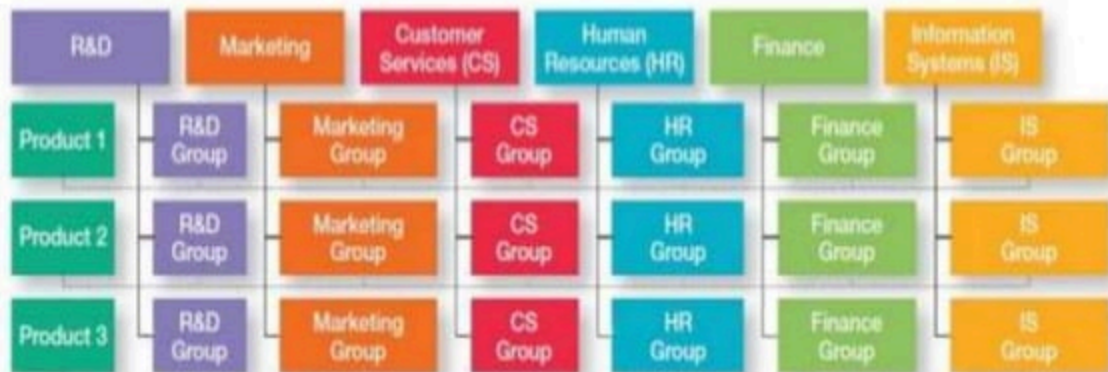 R&D
Marketing
Customer
Services (CS)
Human
Resources (HR)
Finance
Information
Systems (IS)
Product 1
R&D
Group
Marketing
Group
CS
Group
HR
Group
Finance
Group
IS
Group
Product 2
R&D
Group
Marketing
Group
CS
Group
HR
Group
Finance
Group
IS
Group
Product 3
R&D
Group
Marketing
Group
CS
Group
HR
Group
Finance
Group
IS
Group